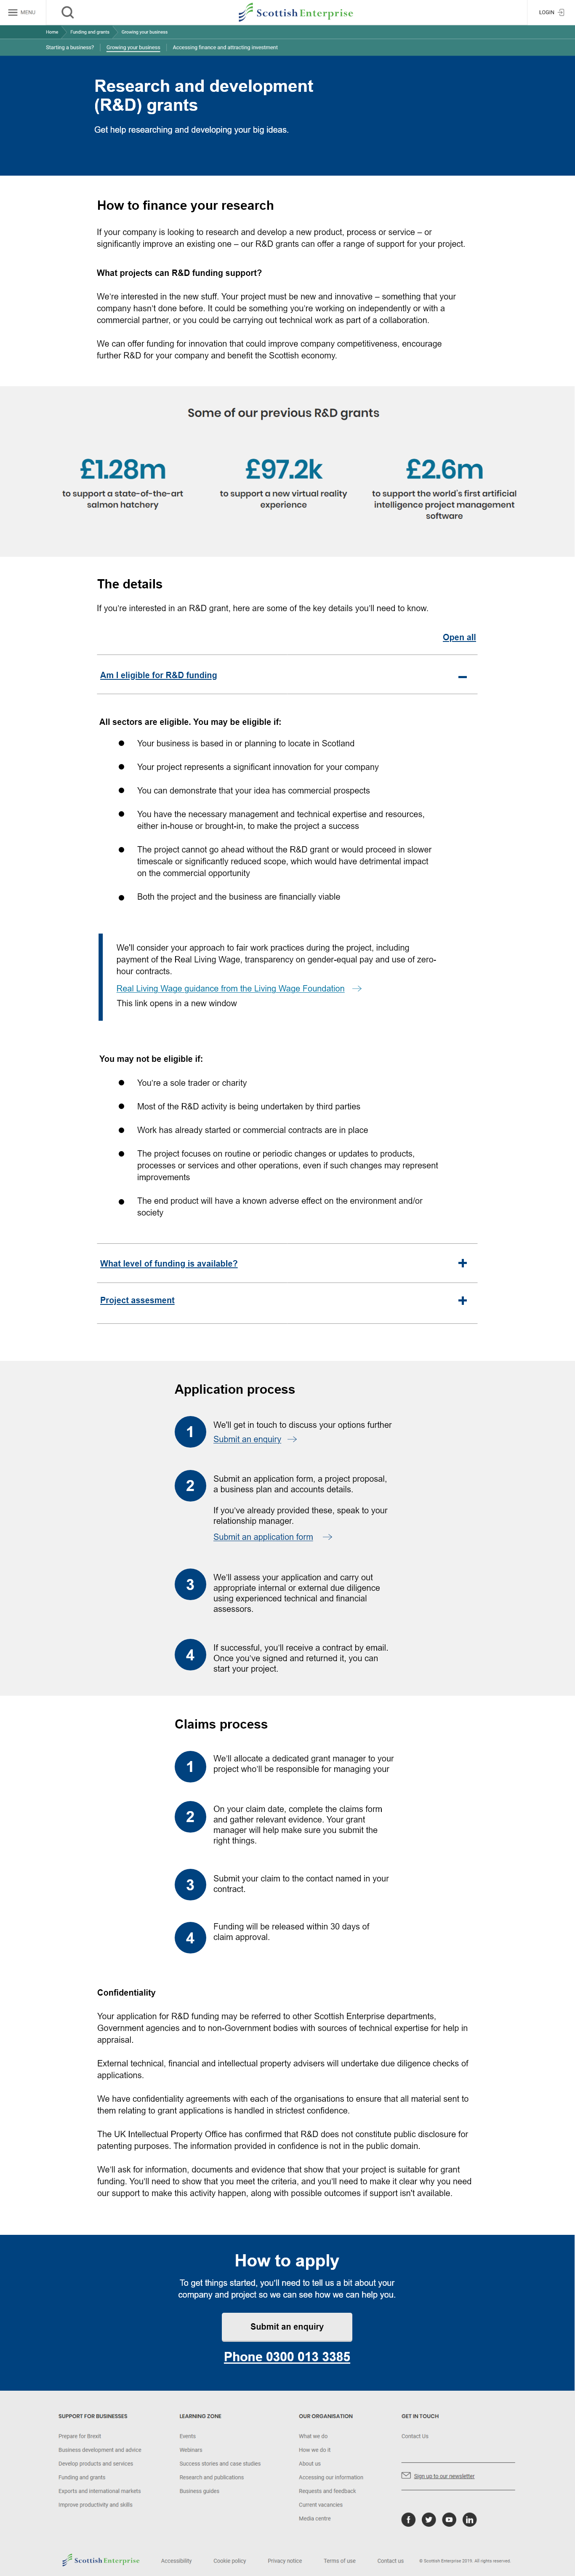 MENU
Scottish Enterprise
LOGIN
Home
Funding and grants
Growing your business
Starting a business?
Growing your business
Accessing finance and attracting investment
Research and development
(R&D) grants
Get help researching and developing your big ideas.
How to finance your research
If your company is looking to research and develop a new product, process or service – or
significantly improve an existing one – our R&D grants can offer a range of support for your project.
What projects can R&D funding support?
We're interested in the new stuff. Your project must be new and innovative – something that your
company hasn't done before. It could be something you're working on independently or with a
commercial partner, or you could be carrying out technical work as part of a collaboration.
We can offer funding for innovation that could improve company competitiveness, encourage
further R&D for your company and benefit the Scottish economy.
Some of our previous R&D grants
£1.28m
to support a state-of-the-art
salmon hatchery
£97.2k
to support a new virtual reality
experience
£2.6m
to support the world's first artificial
intelligence project management
software
The details
If you're interested in an R&D grant, here are some of the key details you'll need to know.
Open all
Am I eligible for R&D funding
All sectors are eligible. You may be eligible if:
Your business is based in or planning to locate in Scotland
Your project represents a significant innovation for your company
You can demonstrate that your idea has commercial prospects
You have the necessary management and technical expertise and resources,
either in-house or brought-in, to make the project a success
The project cannot go ahead without the R&D grant or would proceed in slower
timescale or significantly reduced scope, which would have detrimental impact
on the commercial opportunity
Both the project and the business are financially viable
We'll consider your approach to fair work practices during the project, including
payment of the Real Living Wage, transparency on gender-equal pay and use of zero-
hour contracts.
Real Living Wage guidance from the Living Wage Foundation
This link opens in a new window
You may not be eligible if:
You're a sole trader or charity
Most of the R&D activity is being undertaken by third parties
Work has already started or commercial contracts are in place
The project focuses on routine or periodic changes or updates to products,
processes or services and other operations, even if such changes may represent
improvements
The end product will have a known adverse effect on the environment and/or
society
What level of funding is available?
Project assesment
Application process
1
We'll get in touch to discuss your options further
Submit an enquiry
2
Submit an application form, a project proposal,
a business plan and accounts details.
If you've already provided these, speak to your
relationship manager.
Submit an application form
3
We'll assess your application and carry out
appropriate internal or external due diligence
using experienced technical and financial
assessors.
4
If successful, you'll receive a contract by email.
Once you've signed and returned it, you can
start your project.
Claims process
1
We'll allocate a dedicated grant manager to your
project who'll be responsible for managing your
2
On your claim date, complete the claims form
and gather relevant evidence. Your grant
manager will help make sure you submit the
right things.
3
Submit your claim to the contact named in your
contract.
4
Funding will be released within 30 days of
claim approval.
Confidentiality
Your application for R&D funding may be referred to other Scottish Enterprise departments,
Government agencies and to non-Government bodies with sources of technical expertise for help in
appraisal.
External technical, financial and intellectual property advisers will undertake due diligence checks of
applications.
We have confidentiality agreements with each of the organisations to ensure that all material sent to
them relating to grant applications is handled in strictest confidence.
The UK Intellectual Property Office has confirmed that R&D does not constitute public disclosure for
patenting purposes. The information provided in confidence is not in the public domain.
We'll ask for information, documents and evidence that show that your project is suitable for grant
funding. You'll need to show that you meet the criteria, and you'll need to make it clear why you need
our support to make this activity happen, along with possible outcomes if support isn't available.
How to apply
To get things started, you'll need to tell us a bit about your
company and project so we can see how we can help you.
Submit an enquiry
Phone 0300 013 3385
SUPPORT FOR BUSINESSES
Prepare for Brexit
Business development and advice
Develop products and services
Funding and grants
Exports and international markets
Improve productivity and skills
LEARNING ZONE
Events
Webinars
Success stories and case studies
Research and publications
Business guides
OUR ORGANISATION
What we do
How we do it
About us
Accessing our information
Requests and feedback
Current vacancies
Media centre
GET IN TOUCH
Contact Us
Sign up to our newsletter
Scottish Enterprise
Accessibility
Cookie policy
Privacy notice
Terms of use
Contact us
© Scottish Enterprise 2019. All rights reserved.